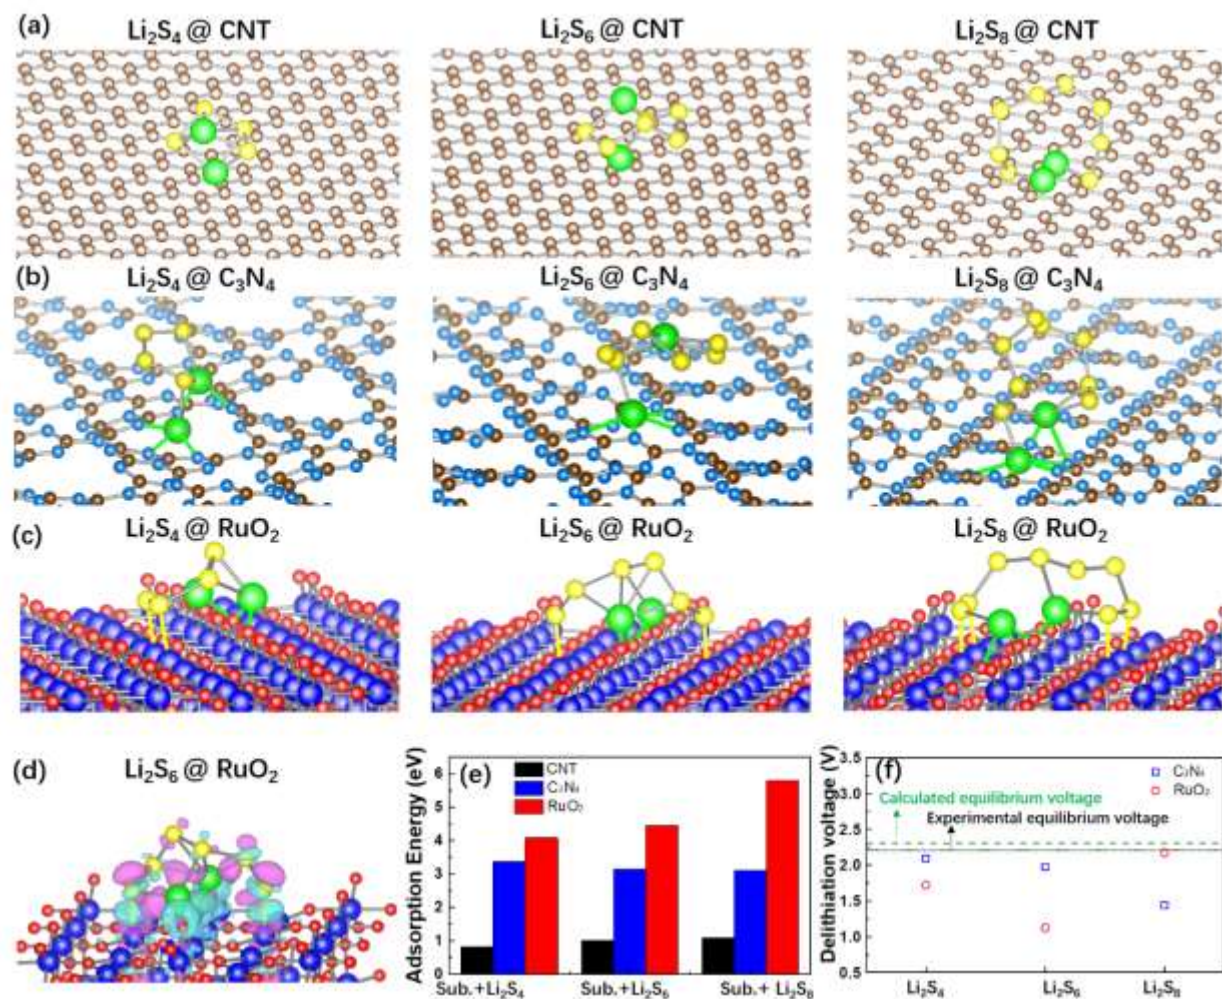 (a) Li₂S₄ @ CNT Li₂S₆ @ CNT Li₂S₈ @ CNT
(b) Li₂S₄ @ C₃N₄ Li₂S₆ @ C₃N₄ Li₂S₈ @ C₃N₄
(c) Li₂S₄ @ RuO₂ Li₂S₆ @ RuO₂ Li₂S₈ @ RuO₂
(d) Li₂S₆ @ RuO₂
(e)
Adsorption Energy (eV)
6
5
4
3
2
1
0
CNT
C₃N₄
RuO₂
Sub.+Li₂S₄ Sub.+Li₂S₆ Sub.+ Li₂S₈
(f)
Delithiation voltage (V)
3.5
3.0
2.5
2.0
1.5
1.0
0.5
C₃N₄
RuO₂
Calculated equilibrium voltage
Experimental equilibrium voltage
Li₂S₄ Li₂S₆ Li₂S₈